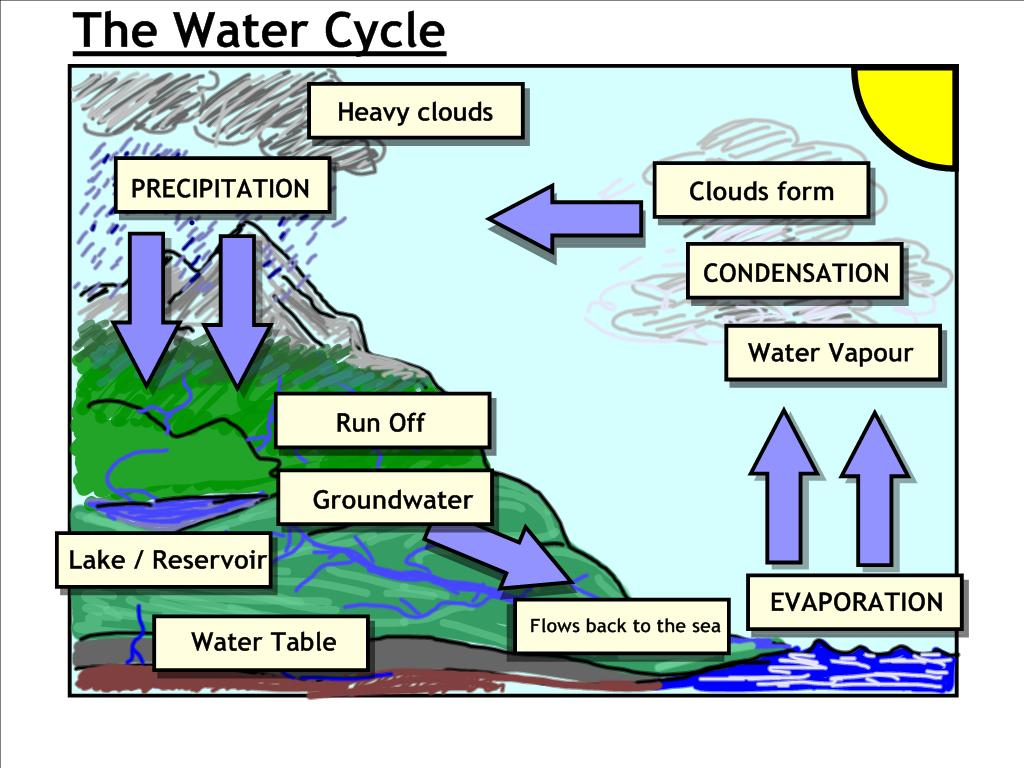 The Water Cycle
Heavy clouds
PRECIPITATION
Clouds form
CONDENSATION
Water Vapour
Run Off
Groundwater
Lake / Reservoir
EVAPORATION
Flows back to the sea
Water Table